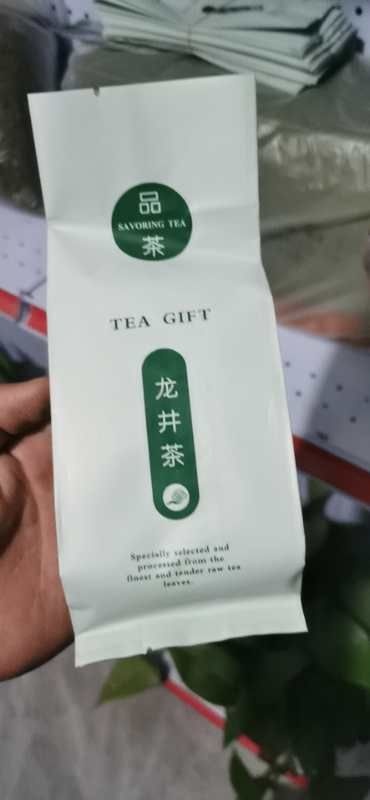 品
SAVORING TEA
茶
TEA GIFT
龙
井
茶
Specially selected and
processed from the
finest and tender raw tea
leaves.